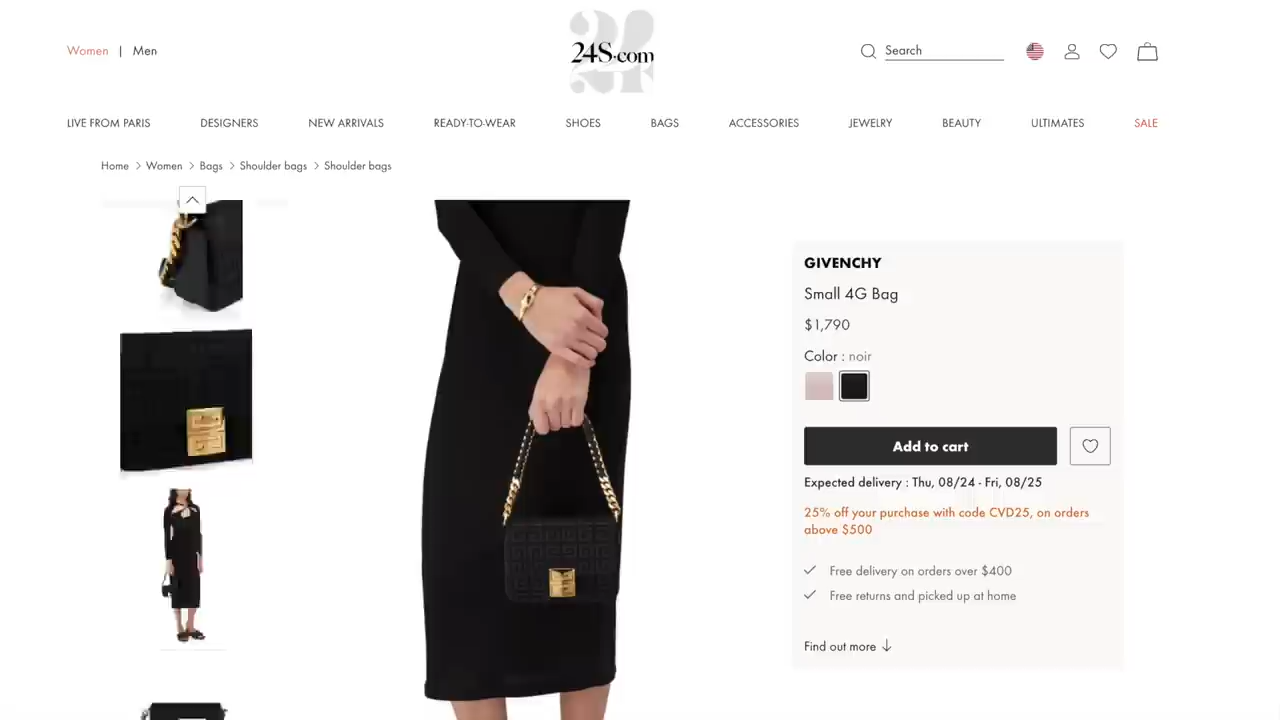 Women | Men
24
24S.com
Search
LIVE FROM PARIS DESIGNERS NEW ARRIVALS READY-TO-WEAR SHOES BAGS ACCESSORIES JEWELRY BEAUTY ULTIMATES SALE
Home > Women > Bags > Shoulder bags > Shoulder bags
GIVENCHY
Small 4G Bag
$1,790
Color : noir
Add to cart
Expected delivery : Thu, 08/24 - Fri, 08/25
25% off your purchase with code CVD25, on orders
above $500
Free delivery on orders over $400
Free returns and picked up at home
Find out more ↓